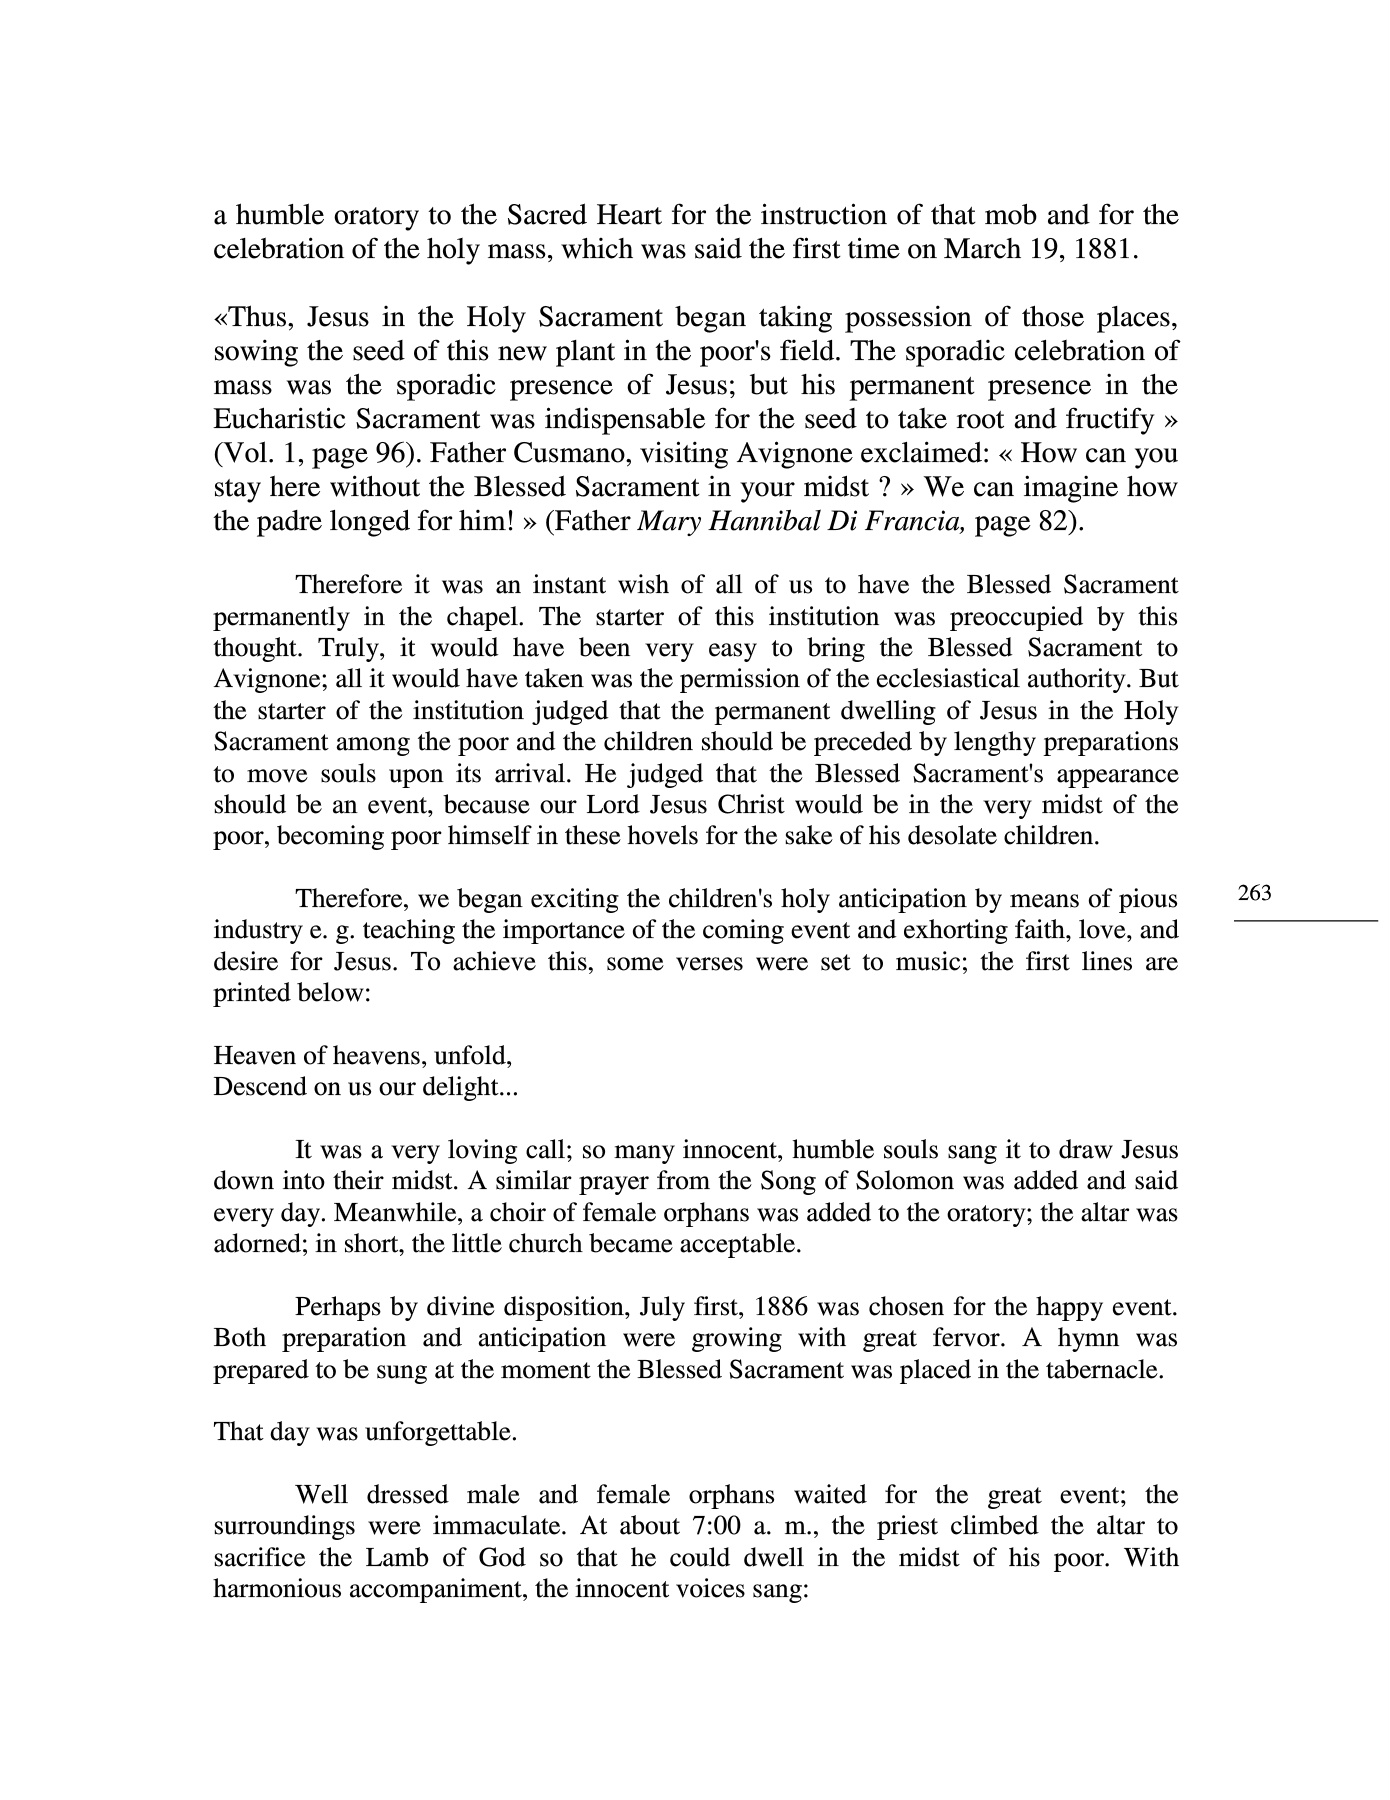 a humble oratory to the Sacred Heart for the instruction of that mob and for the
celebration of the holy mass, which was said the first time on March 19, 1881.
«Thus, Jesus in the Holy Sacrament began taking possession of those places,
sowing the seed of this new plant in the poor's field. The sporadic celebration of
mass was the sporadic presence of Jesus; but his permanent presence in the
Eucharistic Sacrament was indispensable for the seed to take root and fructify »
(Vol. 1, page 96). Father Cusmano, visiting Avignone exclaimed: « How can you
stay here without the Blessed Sacrament in your midst ? » We can imagine how
the padre longed for him! » (Father Mary Hannibal Di Francia, page 82).
Therefore it was an instant wish of all of us to have the Blessed Sacrament
permanently in the chapel. The starter of this institution was preoccupied by this
thought. Truly, it would have been very easy to bring the Blessed Sacrament to
Avignone; all it would have taken was the permission of the ecclesiastical authority. But
the starter of the institution judged that the permanent dwelling of Jesus in the Holy
Sacrament among the poor and the children should be preceded by lengthy preparations
to move souls upon its arrival. He judged that the Blessed Sacrament's appearance
should be an event, because our Lord Jesus Christ would be in the very midst of the
poor, becoming poor himself in these hovels for the sake of his desolate children.
Therefore, we began exciting the children's holy anticipation by means of pious
industry e. g. teaching the importance of the coming event and exhorting faith, love, and
desire for Jesus. To achieve this, some verses were set to music; the first lines are
printed below:
263
Heaven of heavens, unfold,
Descend on us our delight...
It was a very loving call; so many innocent, humble souls sang it to draw Jesus
down into their midst. A similar prayer from the Song of Solomon was added and said
every day. Meanwhile, a choir of female orphans was added to the oratory; the altar was
adorned; in short, the little church became acceptable.
Perhaps by divine disposition, July first, 1886 was chosen for the happy event.
Both preparation and anticipation were growing with great fervor. A hymn was
prepared to be sung at the moment the Blessed Sacrament was placed in the tabernacle.
That day was unforgettable.
Well dressed male and female orphans waited for the great event; the
surroundings were immaculate. At about 7:00 a. m., the priest climbed the altar to
sacrifice the Lamb of God so that he could dwell in the midst of his poor. With
harmonious accompaniment, the innocent voices sang: